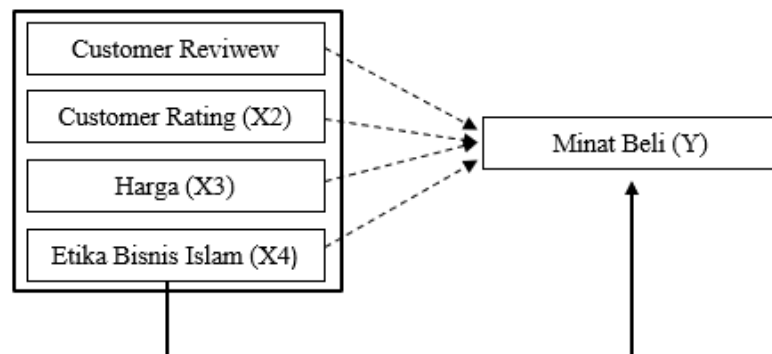 Customer Reviwew
Customer Rating (X2)
Harga (X3)
Etika Bisnis Islam (X4)
Minat Beli (Y)